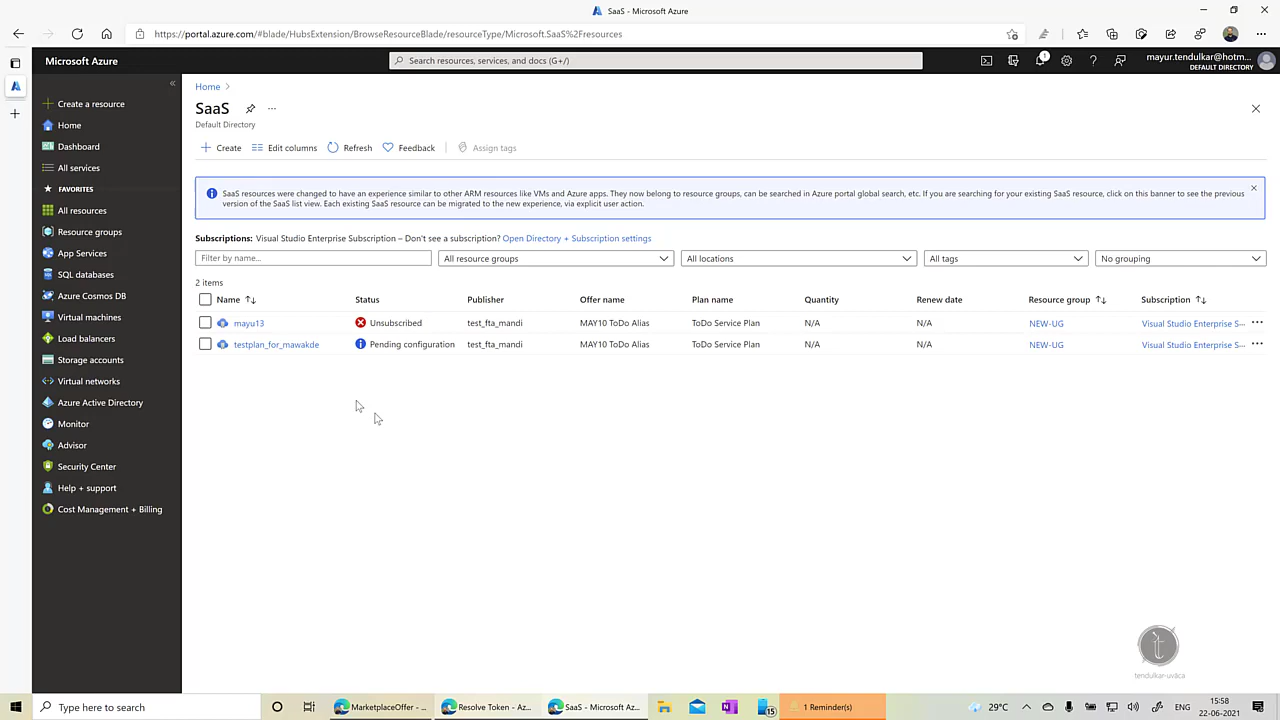 SaaS - Microsoft Azure
https://portal.azure.com/#blade/HubsExtension/BrowseResourceBlade/resourceType/Microsoft.SaaS%2Fresources
Microsoft Azure
Search resources, services, and docs (G+/)
1
mayur.tendulkar@hotm...
DEFAULT DIRECTORY
Create a resource
Home
Dashboard
All services
FAVORITES
All resources
Resource groups
App Services
SQL databases
Azure Cosmos DB
Virtual machines
Load balancers
Storage accounts
Virtual networks
Azure Active Directory
Monitor
Advisor
Security Center
Help + support
Cost Management + Billing
Home
SaaS
Default Directory
Create Edit columns Refresh Feedback Assign tags
SaaS resources were changed to have an experience similar to other ARM resources like VMs and Azure apps. They now belong to resource groups, can be searched in Azure portal global search, etc. If you are searching for your existing SaaS resource, click on this banner to see the previous
version of the SaaS list view. Each existing SaaS resource can be migrated to the new experience, via explicit user action.
Subscriptions: Visual Studio Enterprise Subscription – Don't see a subscription? Open Directory + Subscription settings
Filter by name... All resource groups All locations All tags No grouping
2 items
Name Status Publisher Offer name Plan name Quantity Renew date Resource group Subscription
mayu13 Unsubscribed test_fta_mandi MAY10 ToDo Alias ToDo Service Plan N/A N/A NEW-UG Visual Studio Enterprise S... ...
testplan_for_mawakde Pending configuration test_fta_mandi MAY10 ToDo Alias ToDo Service Plan N/A N/A NEW-UG Visual Studio Enterprise S... ...
tendulkar-uvāca
Type here to search
MarketplaceOffer - ...
Resolve Token - Az...
SaaS - Microsoft Az...
15
1 Reminder(s)
29°C
ENG
15:58
22-06-2021